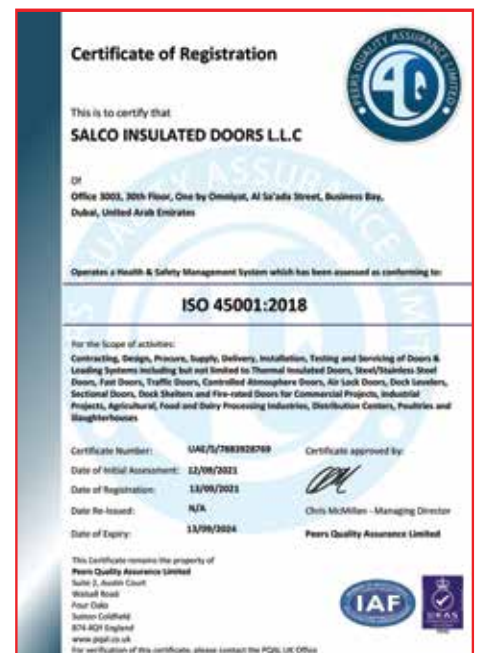 Certificate of Registration
PEERS QUALITY ASSURANCE LIMITED
This is to certify that
SALCO INSULATED DOORS L.L.C
Of
Office 3003, 30th Floor, One by Omniyat, Al Sa'ada Street, Business Bay,
Dubai, United Arab Emirates
Operates a Health & Safety Management System which has been assessed as conforming to:
ISO 45001:2018
For the Scope of activities:
Contracting, Design, Procure, Supply, Delivery, Installation, Testing and Servicing of Doors &
Loading Systems including but not limited to Thermal Insulated Doors, Steel/Stainless Steel
Doors, Fast Doors, Traffic Doors, Controlled Atmosphere Doors, Air Lock Doors, Dock Levelers,
Sectional Doors, Dock Shelters and Fire-rated Doors for Commercial Projects, Industrial
Projects, Agricultural, Food and Dairy Processing Industries, Distribution Centers, Poultries and
Slaughterhouses
Certificate Number: UAE/S/7883928769
Certificate approved by:
Date of Initial Assessment: 12/09/2021
Date of Registration: 13/09/2021
Date Re-Issued: N/A
Chris McMillen - Managing Director
Date of Expiry: 13/09/2024
Peers Quality Assurance Limited
This Certificate remains the property of
Peers Quality Assurance Limited
Suite 2, Austin Court
Walsall Road
Four Oaks
Sutton Coldfield
B74 4QY England
www.pqal.co.uk
For verification of this certificate, please contact the PQAL UK Office
IAF
UKAS